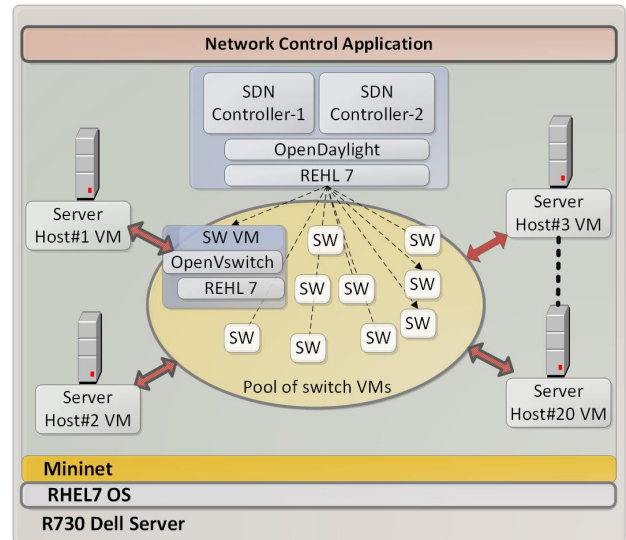 Network Control Application
SDN
Controller-1
SDN
Controller-2
OpenDaylight
REHL 7
Server
Host#1 VM
Server
Host#3 VM
SW VM
OpenVswitch
REHL 7
SW
SW
SW
SW
SW
SW
SW
SW
SW
Pool of switch VMs
Server
Host#2 VM
Server
Host#20 VM
Mininet
RHEL7 OS
R730 Dell Server